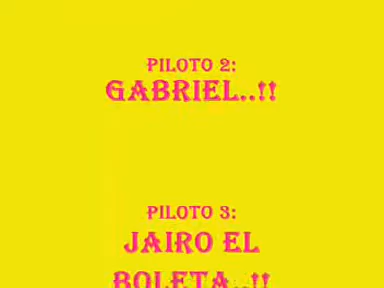 PILOTO 2:
GABRIEL..!!
PILOTO 3:
JAIRO EL
BOLETA..!!